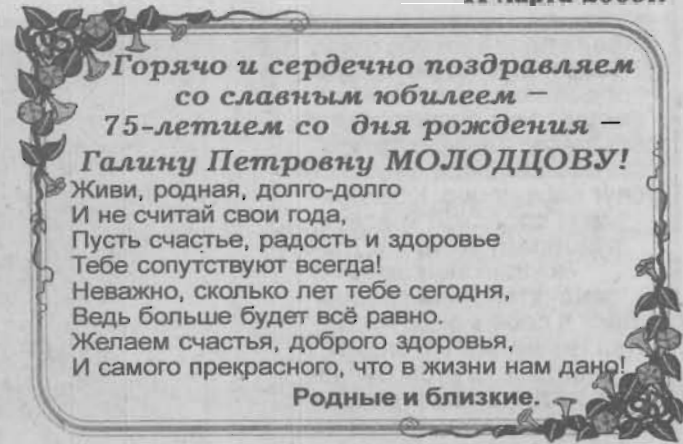 Горячо и сердечно поздравляем
со славным юбилеем –
75-летием со дня рождения –
Галину Петровну МОЛОДЦОВУ!
Живи, родная, долго-долго
И не считай свои года,
Пусть счастье, радость и здоровье
Тебе сопутствуют всегда!
Неважно, сколько лет тебе сегодня,
Ведь больше будет всё равно.
Желаем счастья, доброго здоровья,
И самого прекрасного, что в жизни нам дано!
Родные и близкие.